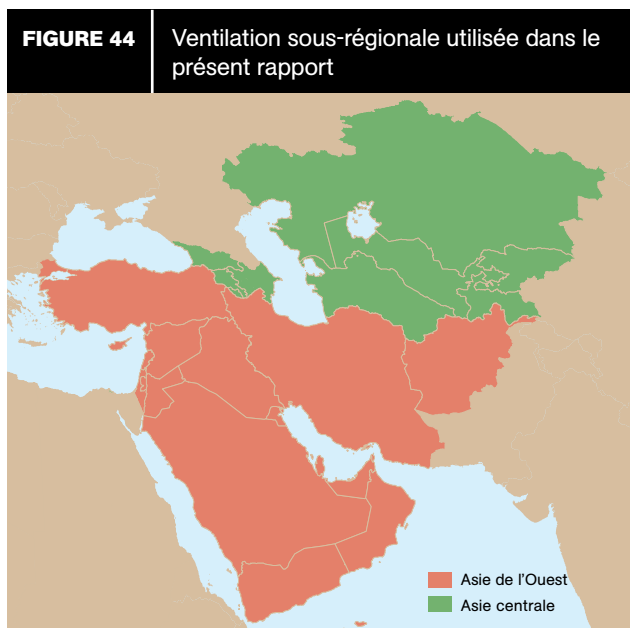 FIGURE 44
Ventilation sous-régionale utilisée dans le
présent rapport
Asie de l’Ouest
Asie centrale